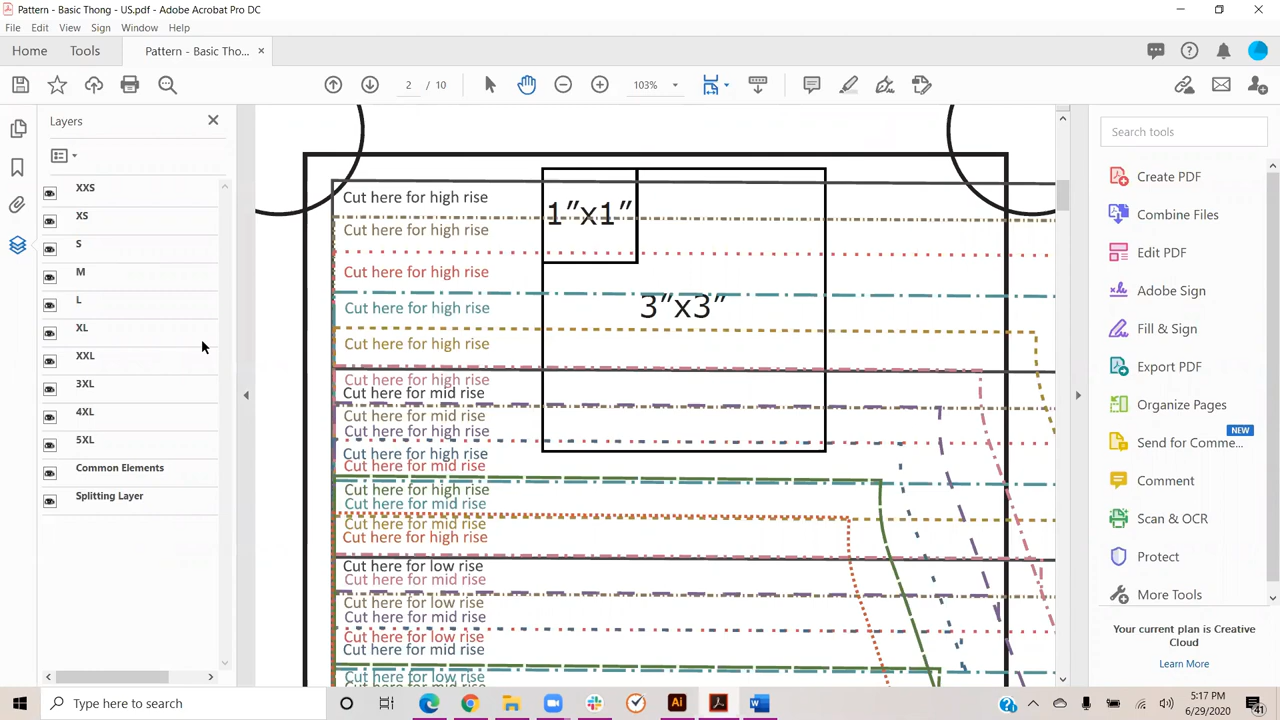 Pattern - Basic Thong - US.pdf - Adobe Acrobat Pro DC
File Edit View Sign Window Help
Home Tools Pattern - Basic Tho... ×
2 / 10 103%
Layers
XXS
XS
S
M
L
XL
XXL
3XL
4XL
5XL
Common Elements
Splitting Layer
Cut here for high rise
Cut here for high rise
Cut here for high rise
Cut here for high rise
Cut here for high rise
Cut here for high rise
Cut here for mid rise
Cut here for mid rise
Cut here for high rise
Cut here for high rise
Cut here for mid rise
Cut here for high rise
Cut here for mid rise
Cut here for mid rise
Cut here for high rise
Cut here for low rise
Cut here for mid rise
Cut here for low rise
Cut here for mid rise
Cut here for low rise
Cut here for mid rise
Cut here for low rise
Cut here for mid rise
1”x1”
3”x3”
Search tools
Create PDF
Combine Files
Edit PDF
Adobe Sign
Fill & Sign
Export PDF
Organize Pages
NEW
Send for Comme...
Comment
Scan & OCR
Protect
More Tools
Your current plan is Creative
Cloud
Learn More
Type here to search
5:17 PM
6/29/2020
41